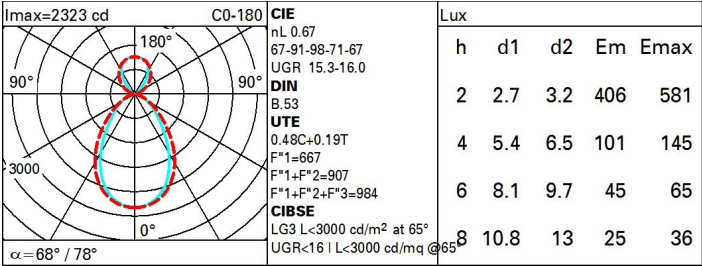 Imax=2323 cd C0-180
180°
90° 90°
3000
0°
α=68° / 78°
CIE
nL 0.67
67-91-98-71-67
UGR 15.3-16.0
DIN
B.53
UTE
0.48C+0.19T
F"1=667
F"1+F"2=907
F"1+F"2+F"3=984
CIBSE
LG3 L<3000 cd/m² at 65°
UGR<16 | L<3000 cd/mq @65°
Lux
h d1 d2 Em Emax
2 2.7 3.2 406 581
4 5.4 6.5 101 145
6 8.1 9.7 45 65
8 10.8 13 25 36